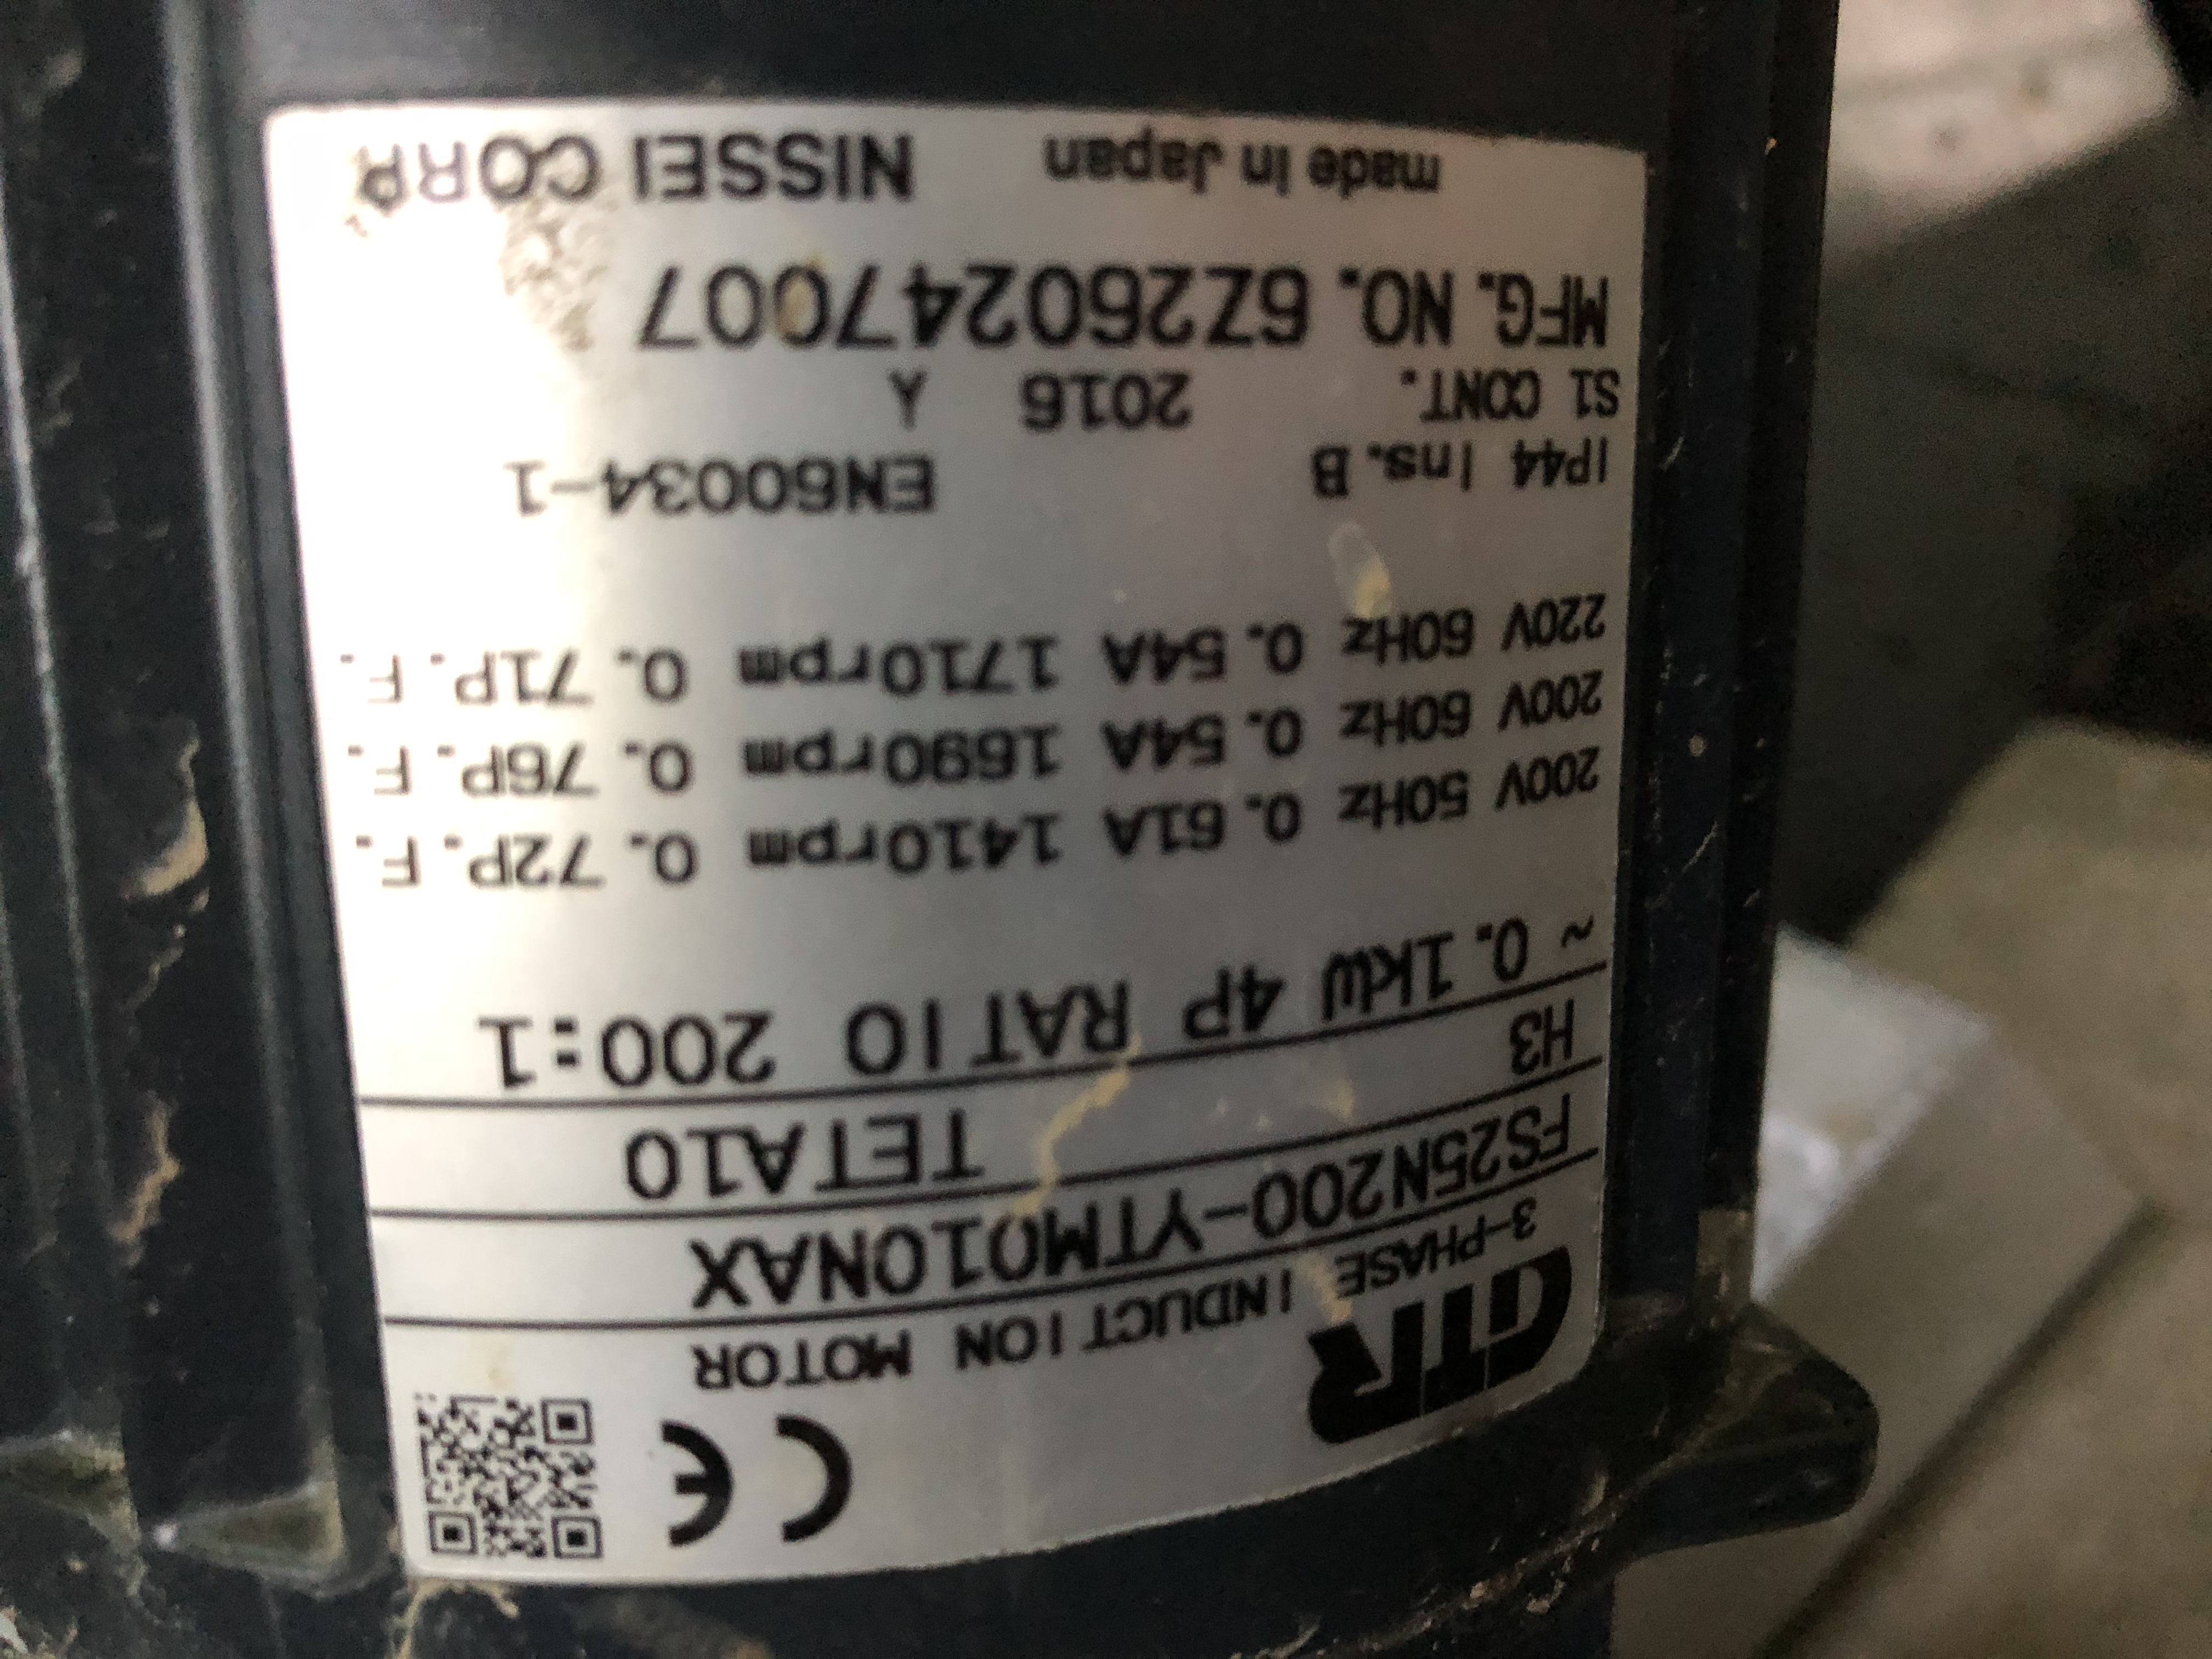 GTR CE
3-PHASE INDUCTION MOTOR
FS25N200-YTM010NAX
H3 TETA10
~ 0.1kW 4P RATIO 200:1
200V 50Hz 0.61A 1410rpm 0.72P.F.
200V 60Hz 0.54A 1690rpm 0.76P.F.
220V 60Hz 0.54A 1710rpm 0.71P.F.
IP44 Ins.B EN60034-1
S1 CONT. 2016 Y
MFG. NO. 6Z260247007
made in Japan NISSEI CORP.